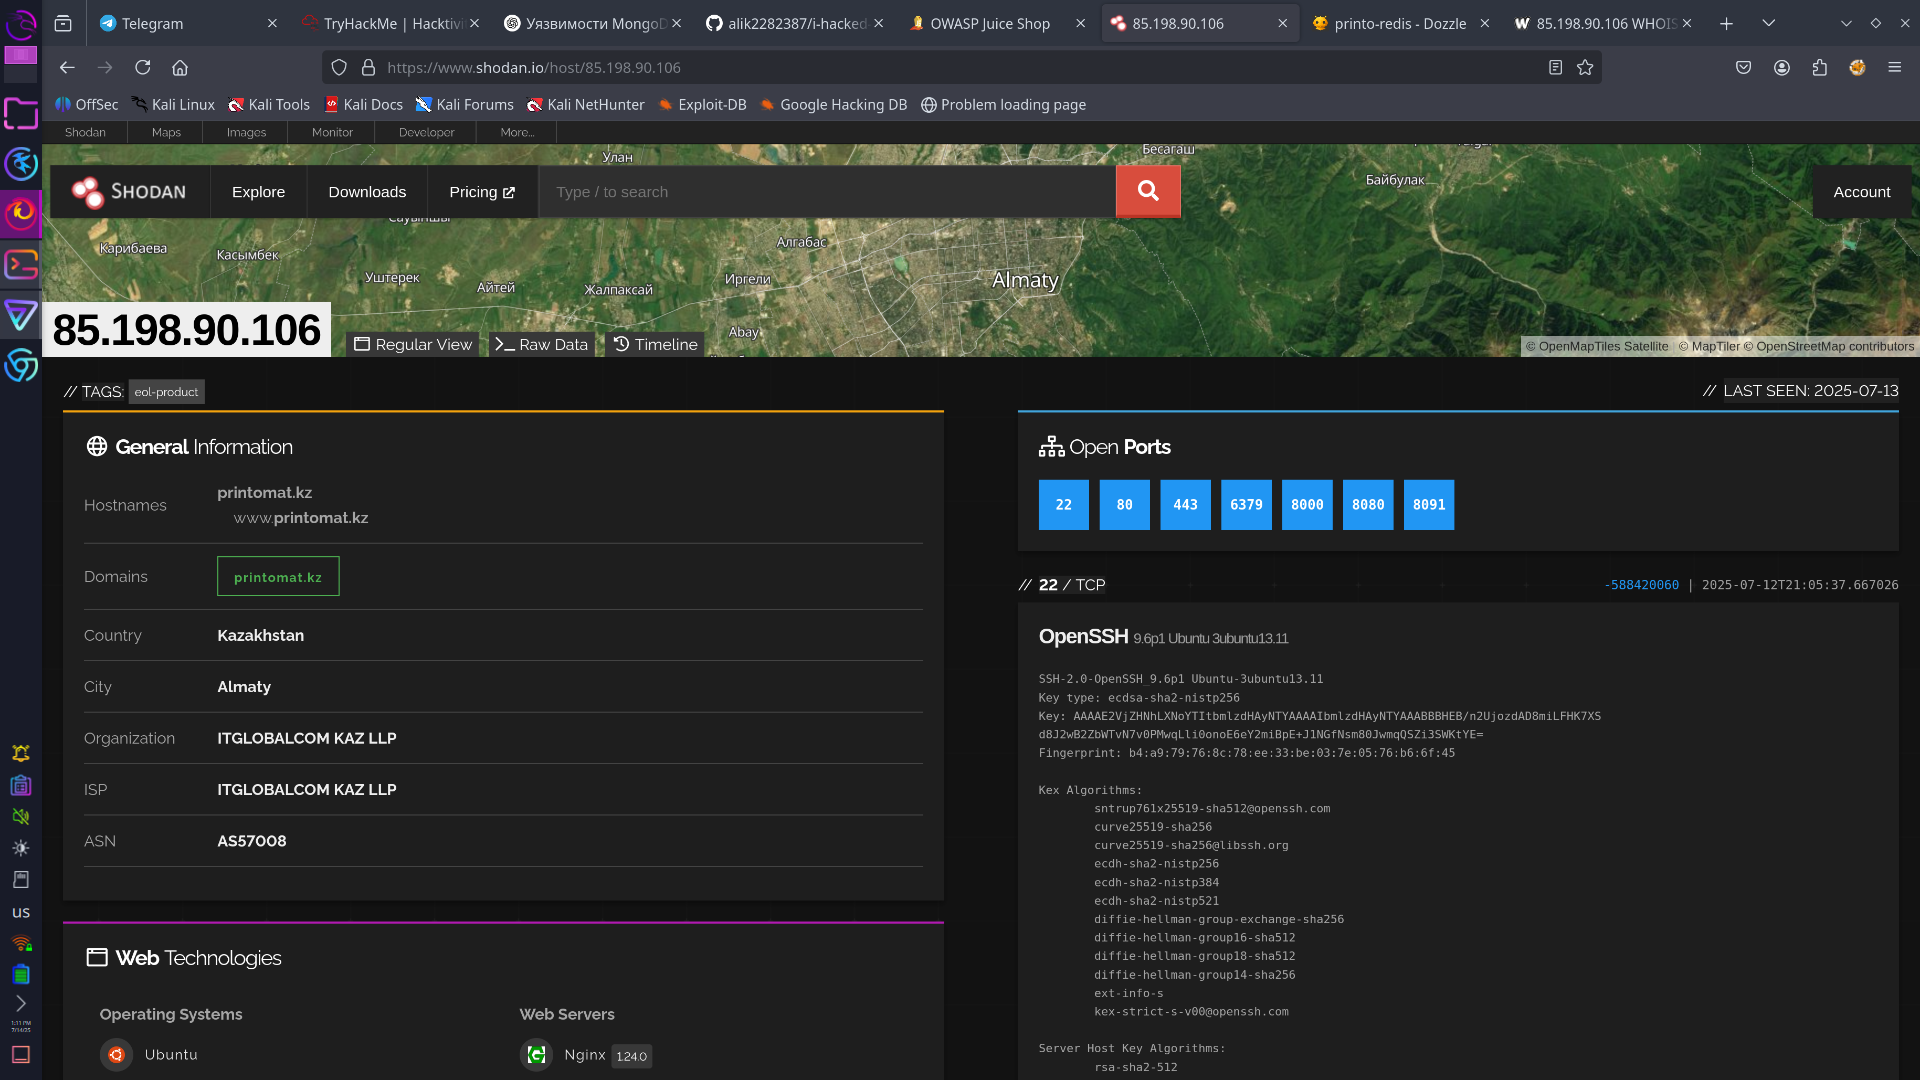 Telegram
TryHackMe | Hacktivi
Уязвимости MongoD
alik2282387/i-hacked
OWASP Juice Shop
85.198.90.106
printo-redis - Dozzle
85.198.90.106 WHOIS
https://www.shodan.io/host/85.198.90.106
OffSec
Kali Linux
Kali Tools
Kali Docs
Kali Forums
Kali NetHunter
Exploit-DB
Google Hacking DB
Problem loading page
Shodan
Maps
Images
Monitor
Developer
More...
Улан
Бесагаш
Байбулак
SHODAN
Explore
Downloads
Pricing
Type / to search
Account
Карибаева
Касымбек
Алгабас
Уштерек
Айтей
Жалпаксай
Иргели
Almaty
Abay
85.198.90.106
Regular View
Raw Data
Timeline
© OpenMapTiles Satellite © MapTiler © OpenStreetMap contributors
// TAGS: eol-product
// LAST SEEN: 2025-07-13
General Information
Hostnames
printomat.kz
www.printomat.kz
Domains
printomat.kz
Country
Kazakhstan
City
Almaty
Organization
ITGLOBALCOM KAZ LLP
ISP
ITGLOBALCOM KAZ LLP
ASN
AS57008
Web Technologies
Operating Systems
Ubuntu
Web Servers
Nginx 1.24.0
Open Ports
22
80
443
6379
8000
8080
8091
// 22 / TCP
-588420060 | 2025-07-12T21:05:37.667026
OpenSSH 9.6p1 Ubuntu 3ubuntu13.11
SSH-2.0-OpenSSH_9.6p1 Ubuntu-3ubuntu13.11
Key type: ecdsa-sha2-nistp256
Key: AAAAE2VjZHNhLXNoYTItbmlzdHAyNTYAAAAIbmlzdHAyNTYAAABBBHEB/n2UjozdAD8miLFHK7XS
d8J2wB2ZbWTvN7v0PMwqLli0onoE6eY2miBpE+J1NGfNsm80JwmqQSZi3SWKtYE=
Fingerprint: b4:a9:79:76:8c:78:ee:33:be:03:7e:05:76:b6:6f:45
Kex Algorithms:
sntrup761x25519-sha512@openssh.com
curve25519-sha256
curve25519-sha256@libssh.org
ecdh-sha2-nistp256
ecdh-sha2-nistp384
ecdh-sha2-nistp521
diffie-hellman-group-exchange-sha256
diffie-hellman-group16-sha512
diffie-hellman-group18-sha512
diffie-hellman-group14-sha256
ext-info-s
kex-strict-s-v00@openssh.com
Server Host Key Algorithms:
rsa-sha2-512
US
1:11 PM
7/14/25